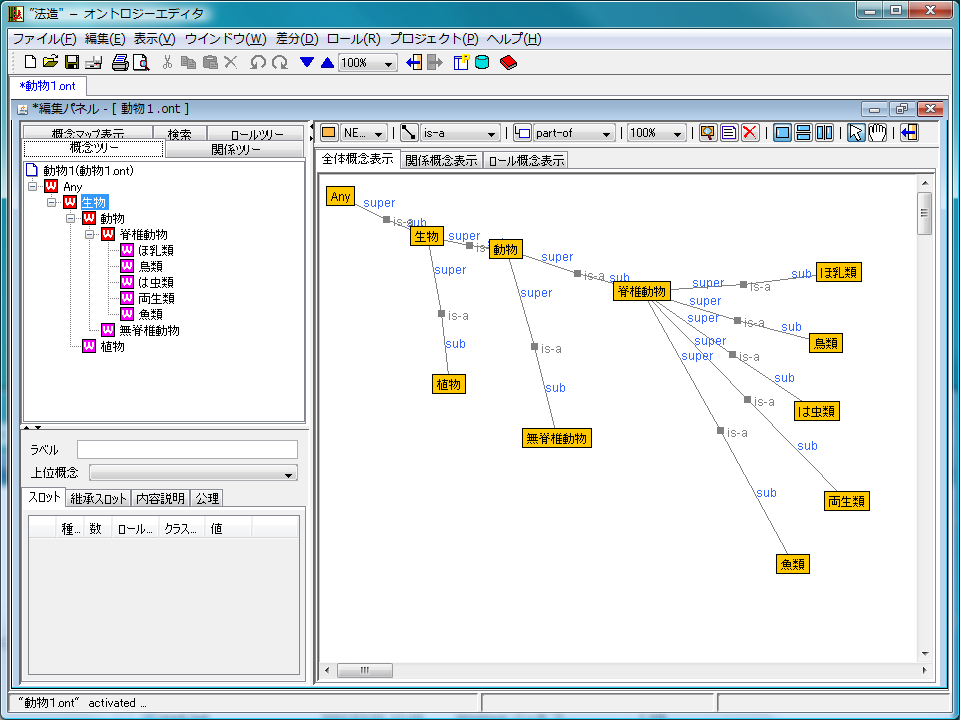 "法造" − オントロジーエディタ
ファイル(F) 編集(E) 表示(V) ウインドウ(W) 差分(D) ロール(R) プロジェクト(P) ヘルプ(H)
100%
*動物1.ont
*編集パネル - [ 動物１.ont ]
概念マップ表示 検索 ロールツリー
概念ツリー 関係ツリー
動物1(動物1.ont)
Any
生物
動物
脊椎動物
ほ乳類
鳥類
は虫類
両生類
魚類
無脊椎動物
植物
ラベル
上位概念
スロット 継承スロット 内容説明 公理
種... 数 ロール... クラス... 値
NE... is-a part-of 100%
全体概念表示 関係概念表示 ロール概念表示
Any
super
is-a
sub
生物
super
is-a
sub
動物
super
is-a
sub
脊椎動物
super
is-a
sub
ほ乳類
super
is-a
sub
鳥類
super
is-a
sub
は虫類
super
is-a
sub
両生類
super
is-a
sub
魚類
super
is-a
sub
植物
super
is-a
sub
無脊椎動物
"動物1.ont" activated ...